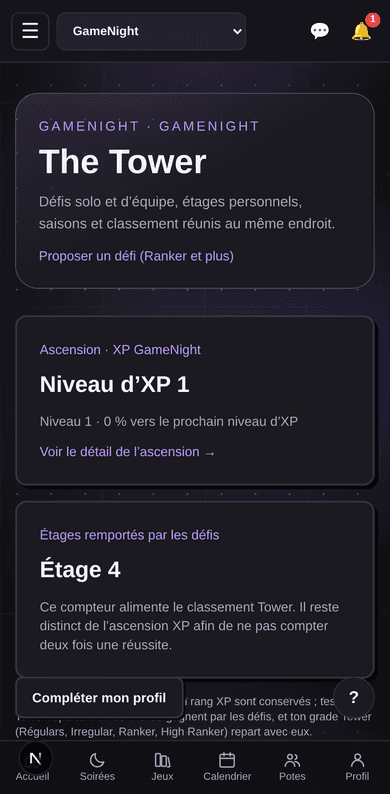 GameNight
1
GAMENIGHT · GAMENIGHT
The Tower
Défis solo et d’équipe, étages personnels,
saisons et classement réunis au même endroit.
Proposer un défi (Ranker et plus)
Ascension · XP GameNight
Niveau d’XP 1
Niveau 1 · 0 % vers le prochain niveau d’XP
Voir le détail de l’ascension →
Étages remportés par les défis
Étage 4
Ce compteur alimente le classement Tower. Il reste
distinct de l’ascension XP afin de ne pas compter
deux fois une réussite.
Compléter mon profil
rang XP sont conservés ; tes
?
par les défis, et ton grade Tower
(Régulars, Irregular, Ranker, High Ranker) repart avec eux.
N
Accueil
Soirées
Jeux
Calendrier
Potes
Profil